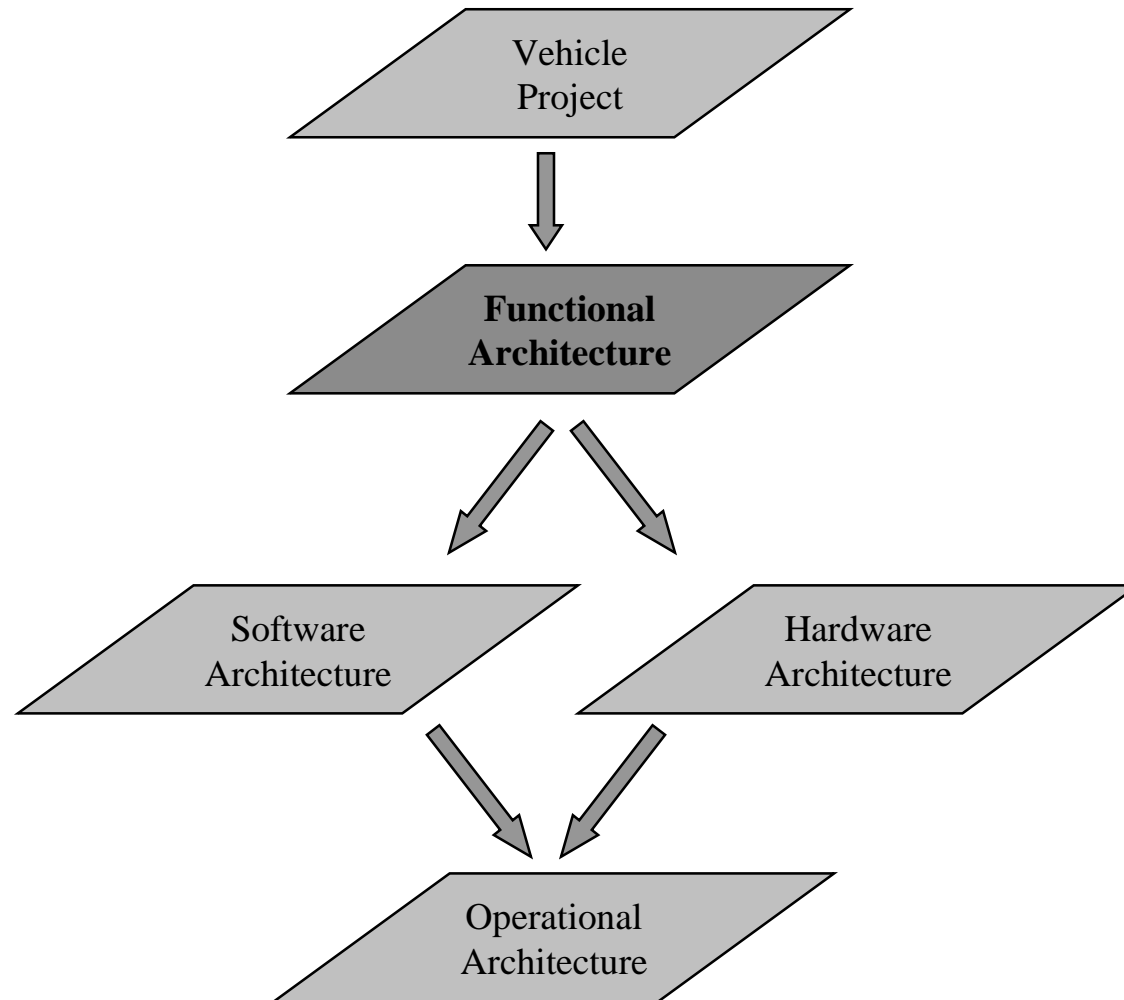 Vehicle
Project
Functional
Architecture
Software
Architecture
Hardware
Architecture
Operational
Architecture